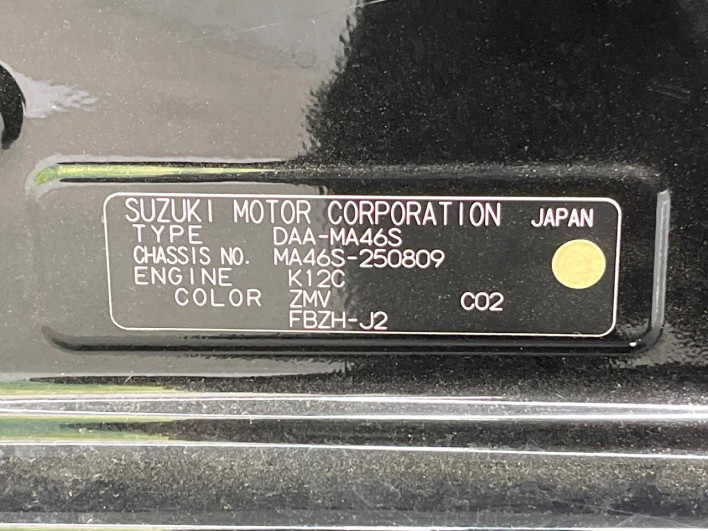 SUZUKI MOTOR CORPORATION JAPAN
TYPE DAA-MA46S
CHASSIS NO. MA46S-250809
ENGINE K12C
COLOR ZMV C02
FBZH-J2